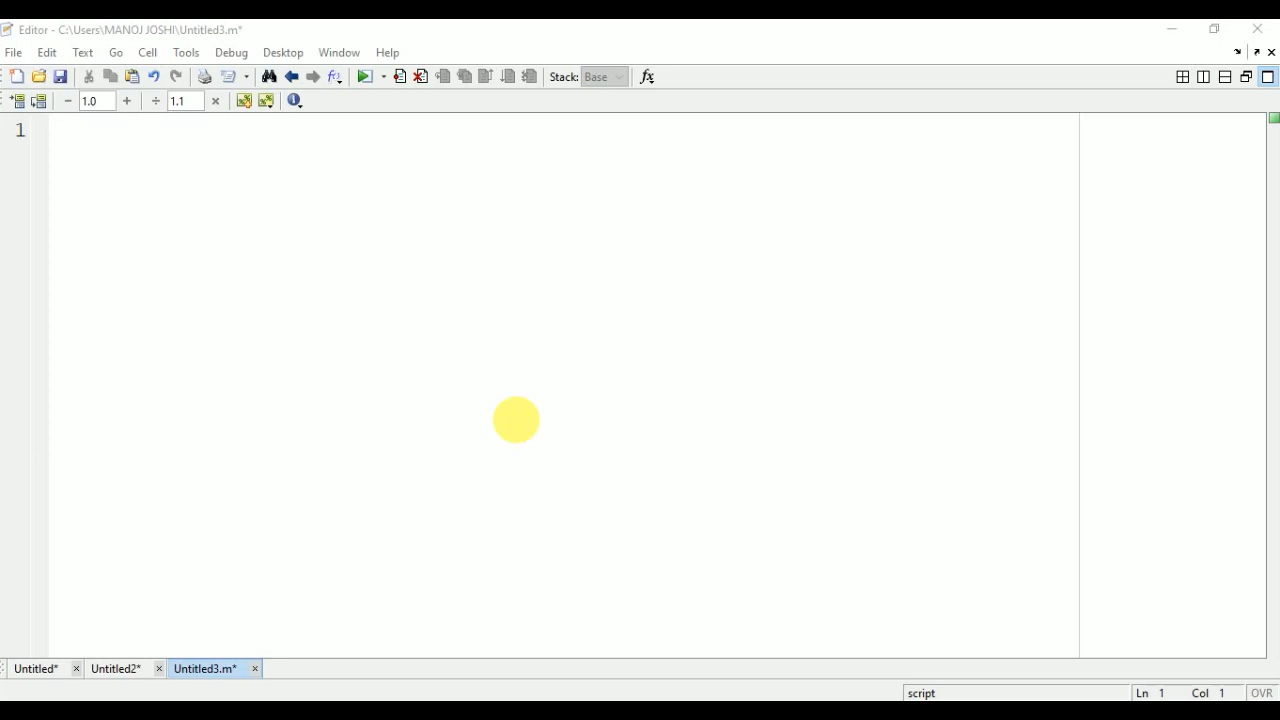 Editor - C:\Users\MANOJ JOSHI\Untitled3.m*
File Edit Text Go Cell Tools Debug Desktop Window Help
Stack: Base fx
1.0 1.1
1
Untitled* Untitled2* Untitled3.m*
script Ln 1 Col 1 OVR